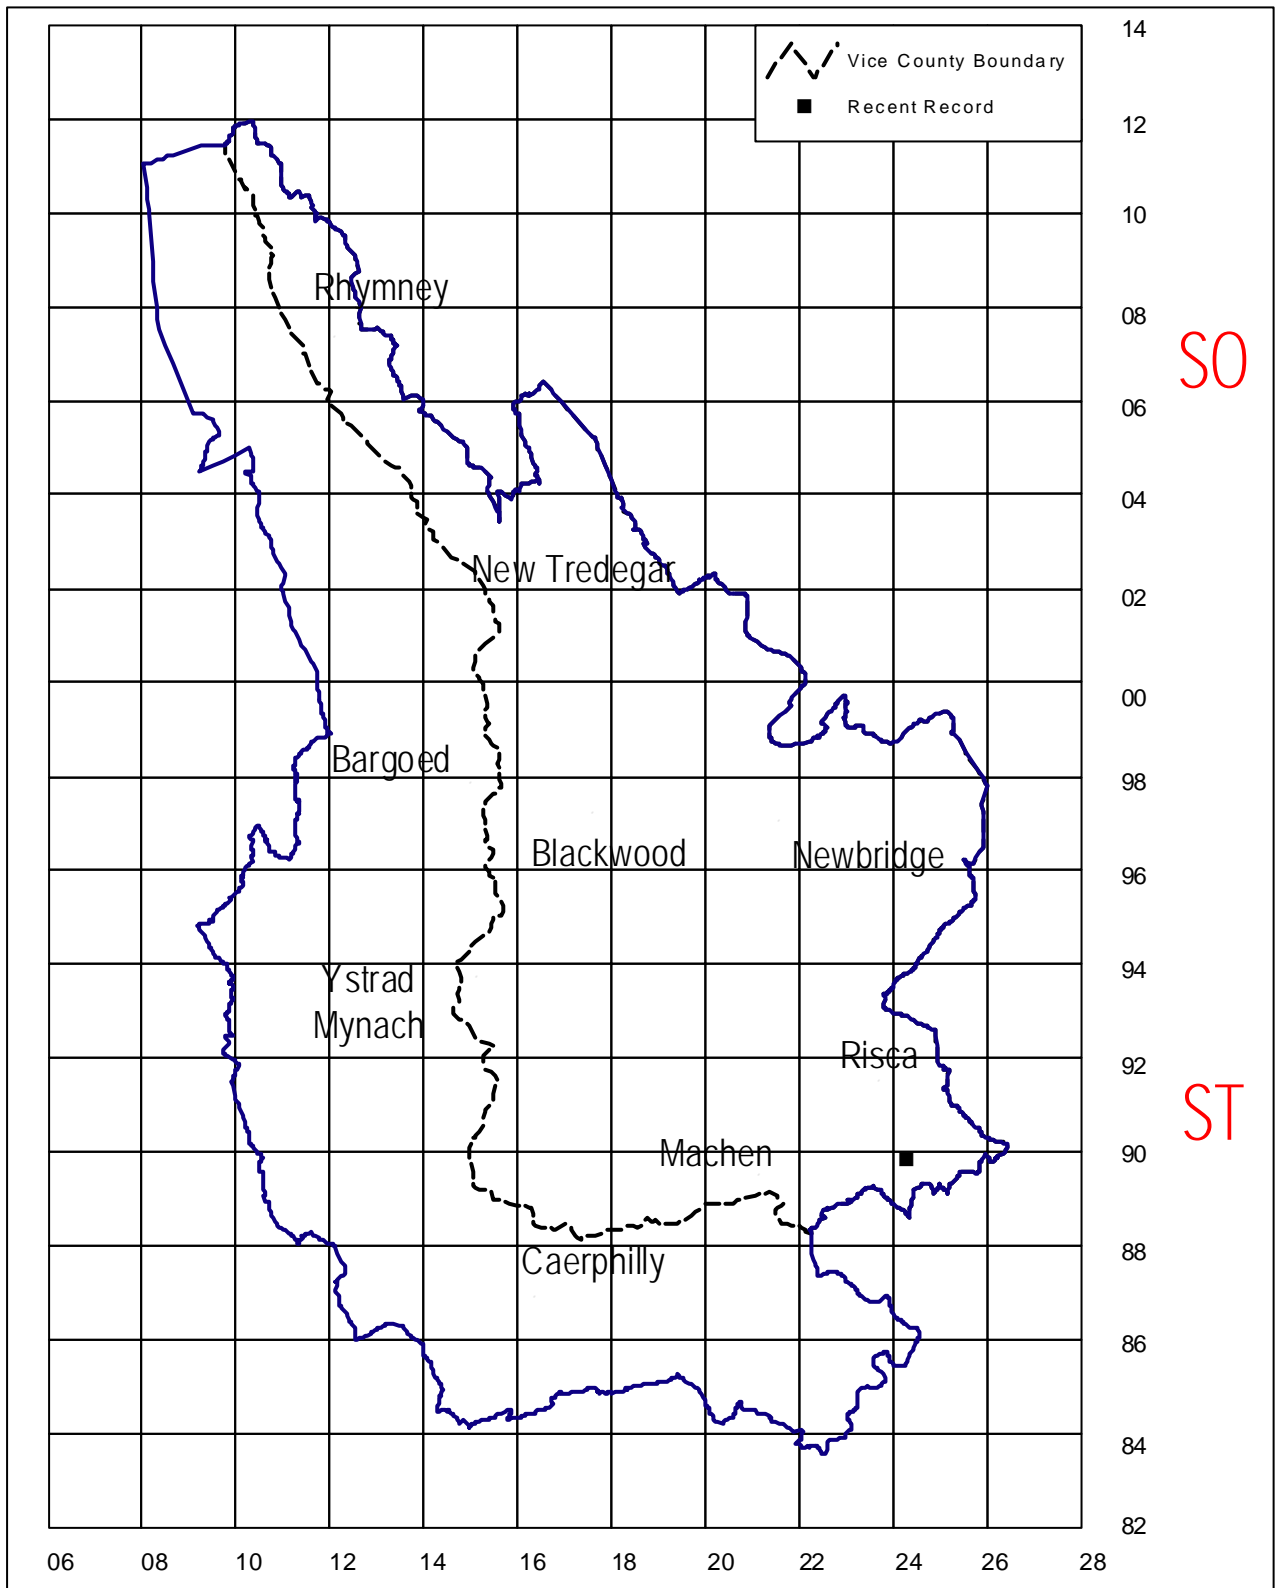 14
Vice County Boundary
Recent Record
12
10
Rhymney
08
SO
06
04
New Tredegar
02
00
Bargoed
98
Blackwood
Newbridge
96
Ystrad
Mynach
94
Risca
92
ST
Machen
90
Caerphilly
88
86
84
82
06 08 10 12 14 16 18 20 22 24 26 28